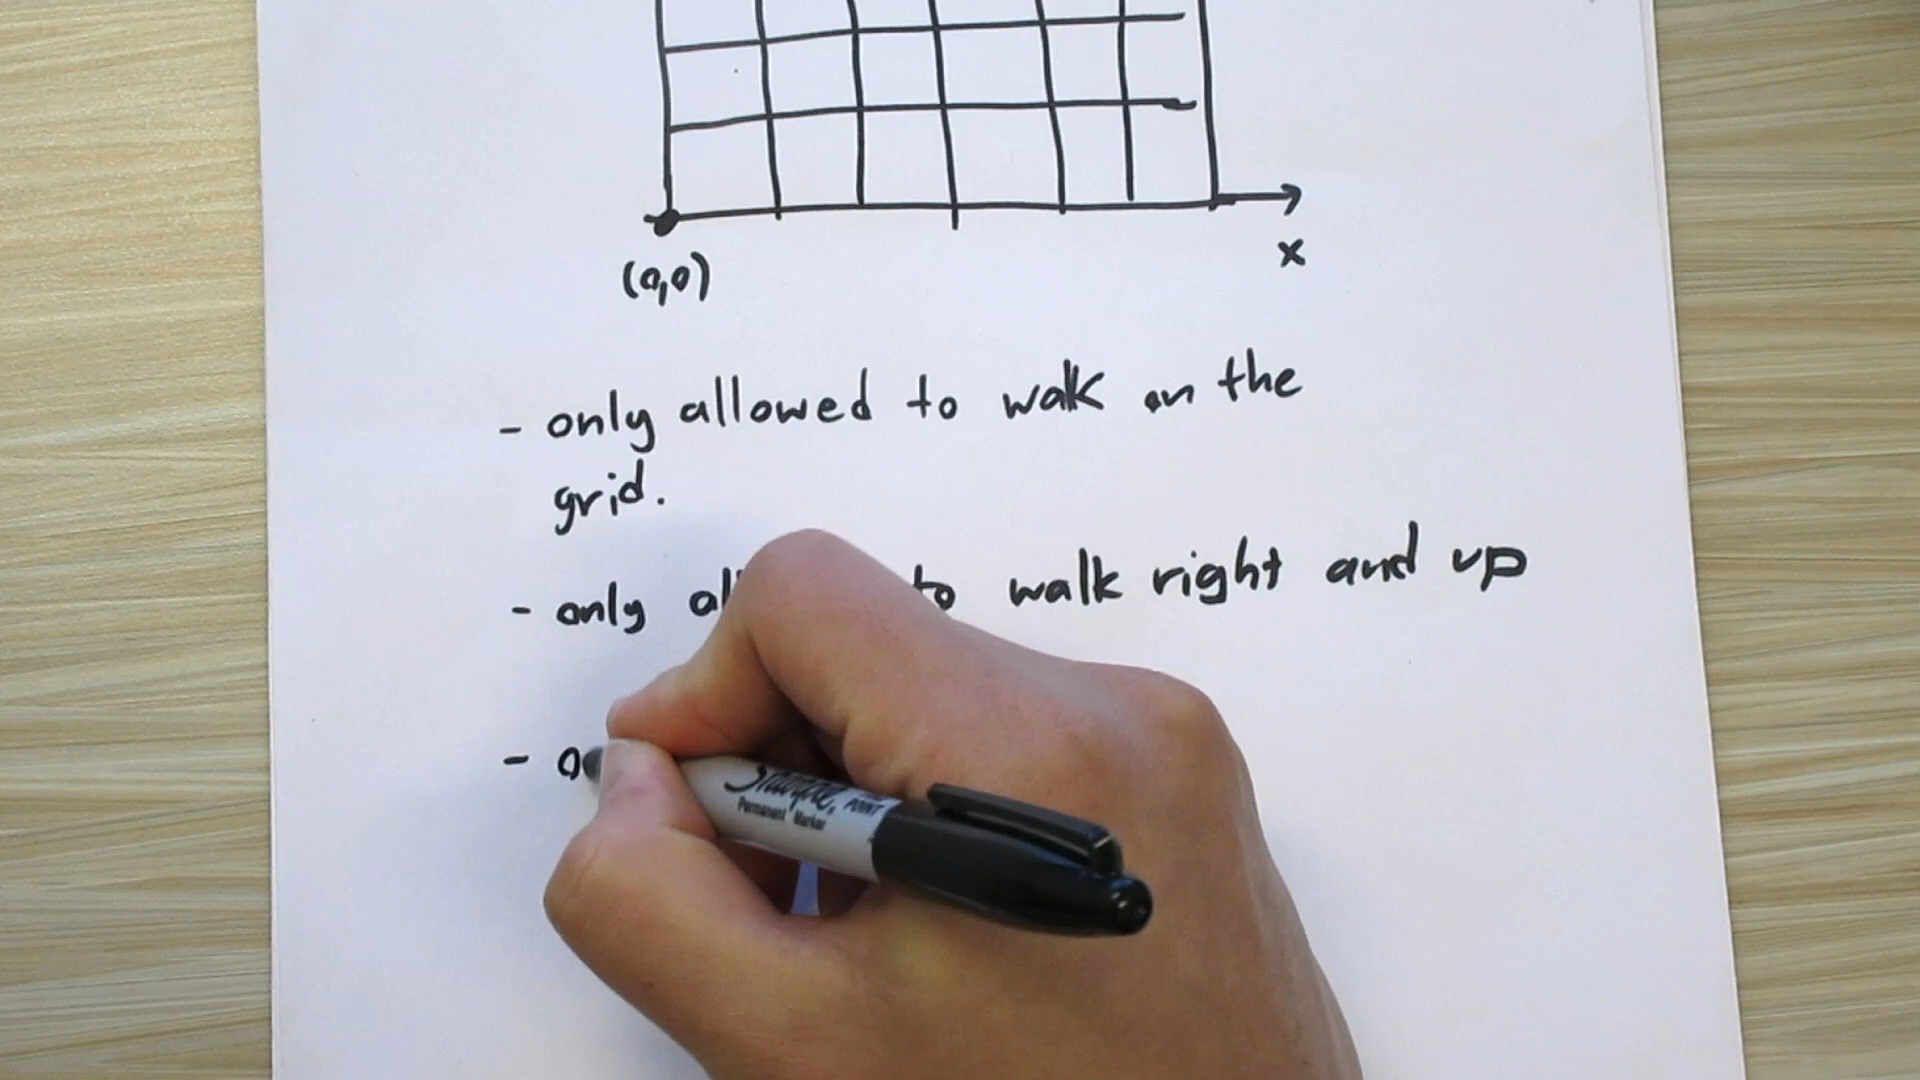 x
(0,0)
- only allowed to walk on the
grid.
- only al to walk right and up
- o
Sharpie. POINT
Permanent Marker